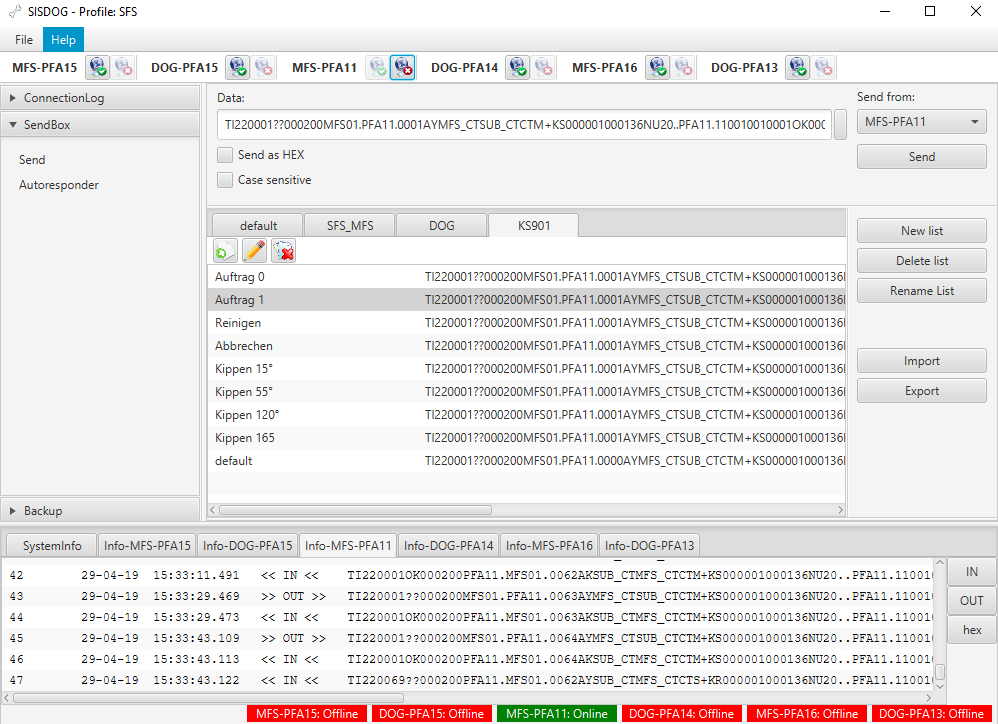 SISDOG - Profile: SFS
File Help
MFS-PFA15 DOG-PFA15 MFS-PFA11 DOG-PFA14 MFS-PFA16 DOG-PFA13
ConnectionLog
SendBox
Send
Autoresponder
Backup
Data:
TI220001??000200MFS01.PFA11.0001AYMFS_CTSUB_CTCTM+KS000001000136NU20..PFA11.110010010001OK000
Send as HEX
Case sensitive
Send from:
MFS-PFA11
Send
default SFS_MFS DOG KS901
Auftrag 0 TI220001??000200MFS01.PFA11.0001AYMFS_CTSUB_CTCTM+KS000001000136
Auftrag 1 TI220001??000200MFS01.PFA11.0001AYMFS_CTSUB_CTCTM+KS000001000136
Reinigen TI220001??000200MFS01.PFA11.0001AYMFS_CTSUB_CTCTM+KS000001000136
Abbrechen TI220001??000200MFS01.PFA11.0001AYMFS_CTSUB_CTCTM+KS000001000136
Kippen 15° TI220001??000200MFS01.PFA11.0001AYMFS_CTSUB_CTCTM+KS000001000136
Kippen 55° TI220001??000200MFS01.PFA11.0001AYMFS_CTSUB_CTCTM+KS000001000136
Kippen 120° TI220001??000200MFS01.PFA11.0001AYMFS_CTSUB_CTCTM+KS000001000136
Kippen 165 TI220001??000200MFS01.PFA11.0001AYMFS_CTSUB_CTCTM+KS000001000136
default TI220001??000200MFS01.PFA11.0000AYMFS_CTSUB_CTCTM+KS000001000136
New list
Delete list
Rename List
Import
Export
SystemInfo Info-MFS-PFA15 Info-DOG-PFA15 Info-MFS-PFA11 Info-DOG-PFA14 Info-MFS-PFA16 Info-DOG-PFA13
42 29-04-19 15:33:11.491 << IN << TI220001OK000200PFA11.MFS01.0062AKSUB_CTMFS_CTCTM+KS000001000136NU20..PFA11.11001
43 29-04-19 15:33:29.469 >> OUT >> TI220001??000200MFS01.PFA11.0063AYMFS_CTSUB_CTCTM+KS000001000136NU20..PFA11.11001
44 29-04-19 15:33:29.473 << IN << TI220001OK000200PFA11.MFS01.0063AKSUB_CTMFS_CTCTM+KS000001000136NU20..PFA11.11001
45 29-04-19 15:33:43.109 >> OUT >> TI220001??000200MFS01.PFA11.0064AYMFS_CTSUB_CTCTM+KS000001000136NU20..PFA11.11001
46 29-04-19 15:33:43.113 << IN << TI220001OK000200PFA11.MFS01.0064AKSUB_CTMFS_CTCTM+KS000001000136NU20..PFA11.11001
47 29-04-19 15:33:43.122 << IN << TI220069??000200PFA11.MFS01.0062AYSUB_CTMFS_CTCTS+KR000001000136NU20..PFA11.11001
IN
OUT
hex
MFS-PFA15: Offline DOG-PFA15: Offline MFS-PFA11: Online DOG-PFA14: Offline MFS-PFA16: Offline DOG-PFA13: Offline